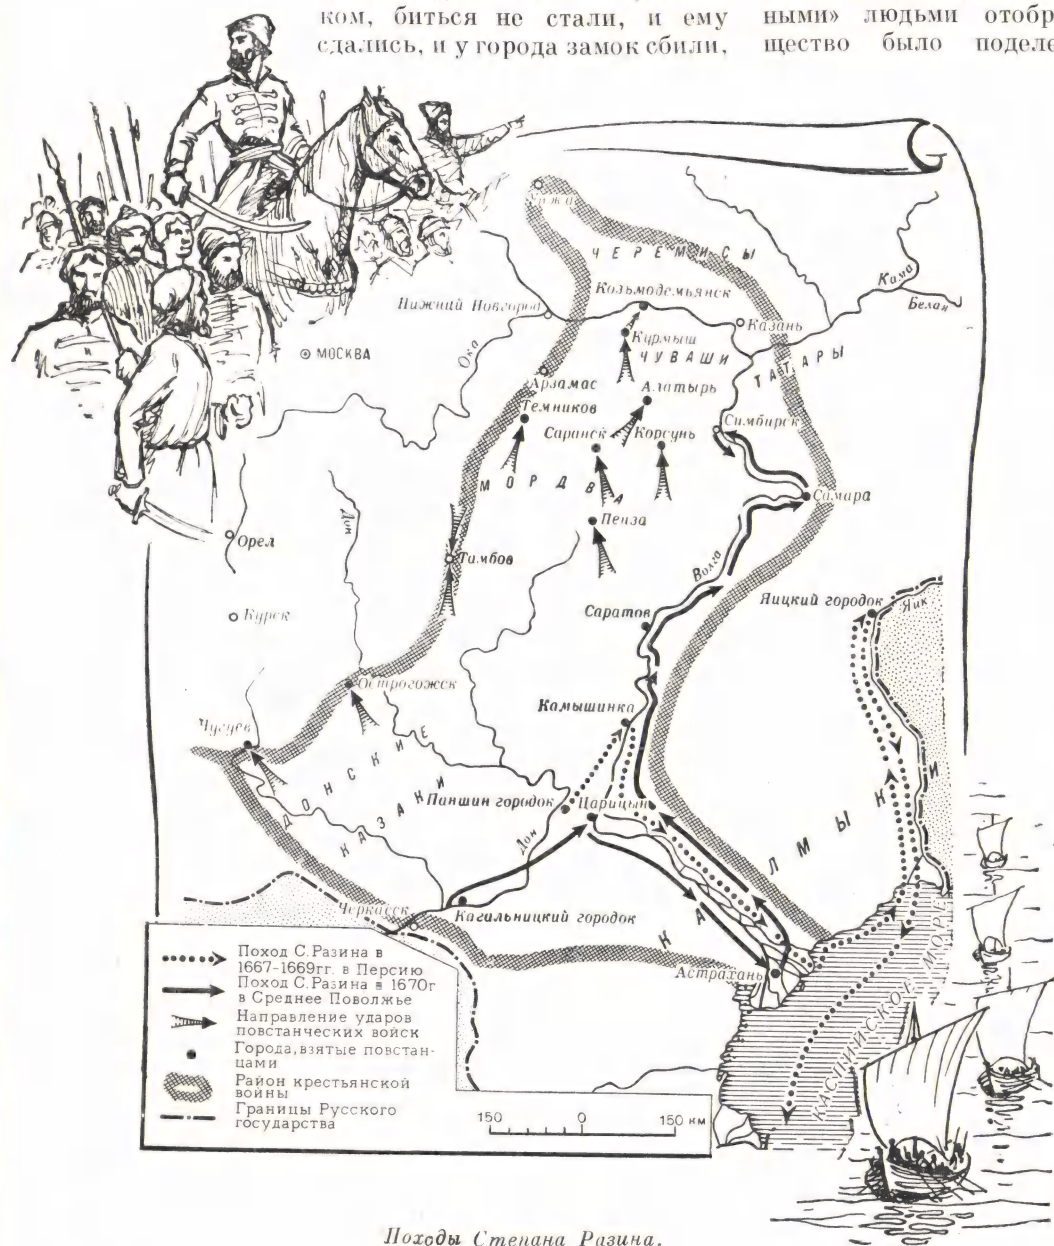 ком, биться не стали, и ему
сдались, и у города замок сбили,
ными» людьми отобр
щество было поделе
Уржа
ЧЕРЕМИСЫ
Кама
Белая
Козьмодемьянск
Нижний Новгород
Казань
Курмыш
МОСКВА
Ока
ЧУВАШИ
ТАТАРЫ
Арзамас
Алатырь
Темников
Симбирск
Саранск
Корсунь
МОРДВА
Самара
Дон
Пенза
Орел
Тамбов
Волга
Яицкий городок
Яик
Курск
Саратов
Острогожск
Камышинка
Чугуев
ДОНСКИЕ
КАЗАКИ
Паншин городок
Царицын
Дон
КАЛМЫКИ
Черкасск
Кагильницкий городок
Астрахань
КАСПИЙСКОЕ МОРЕ
Поход С. Разина в
1667-1669гг. в Персию
Поход С. Разина в 1670г
в Среднее Поволжье
Направление ударов
повстанческих войск
Города, взятые повстан-
цами
Район крестьянской
войны
Границы Русского
государства
150 0 150 км
Походы Степана Разина.